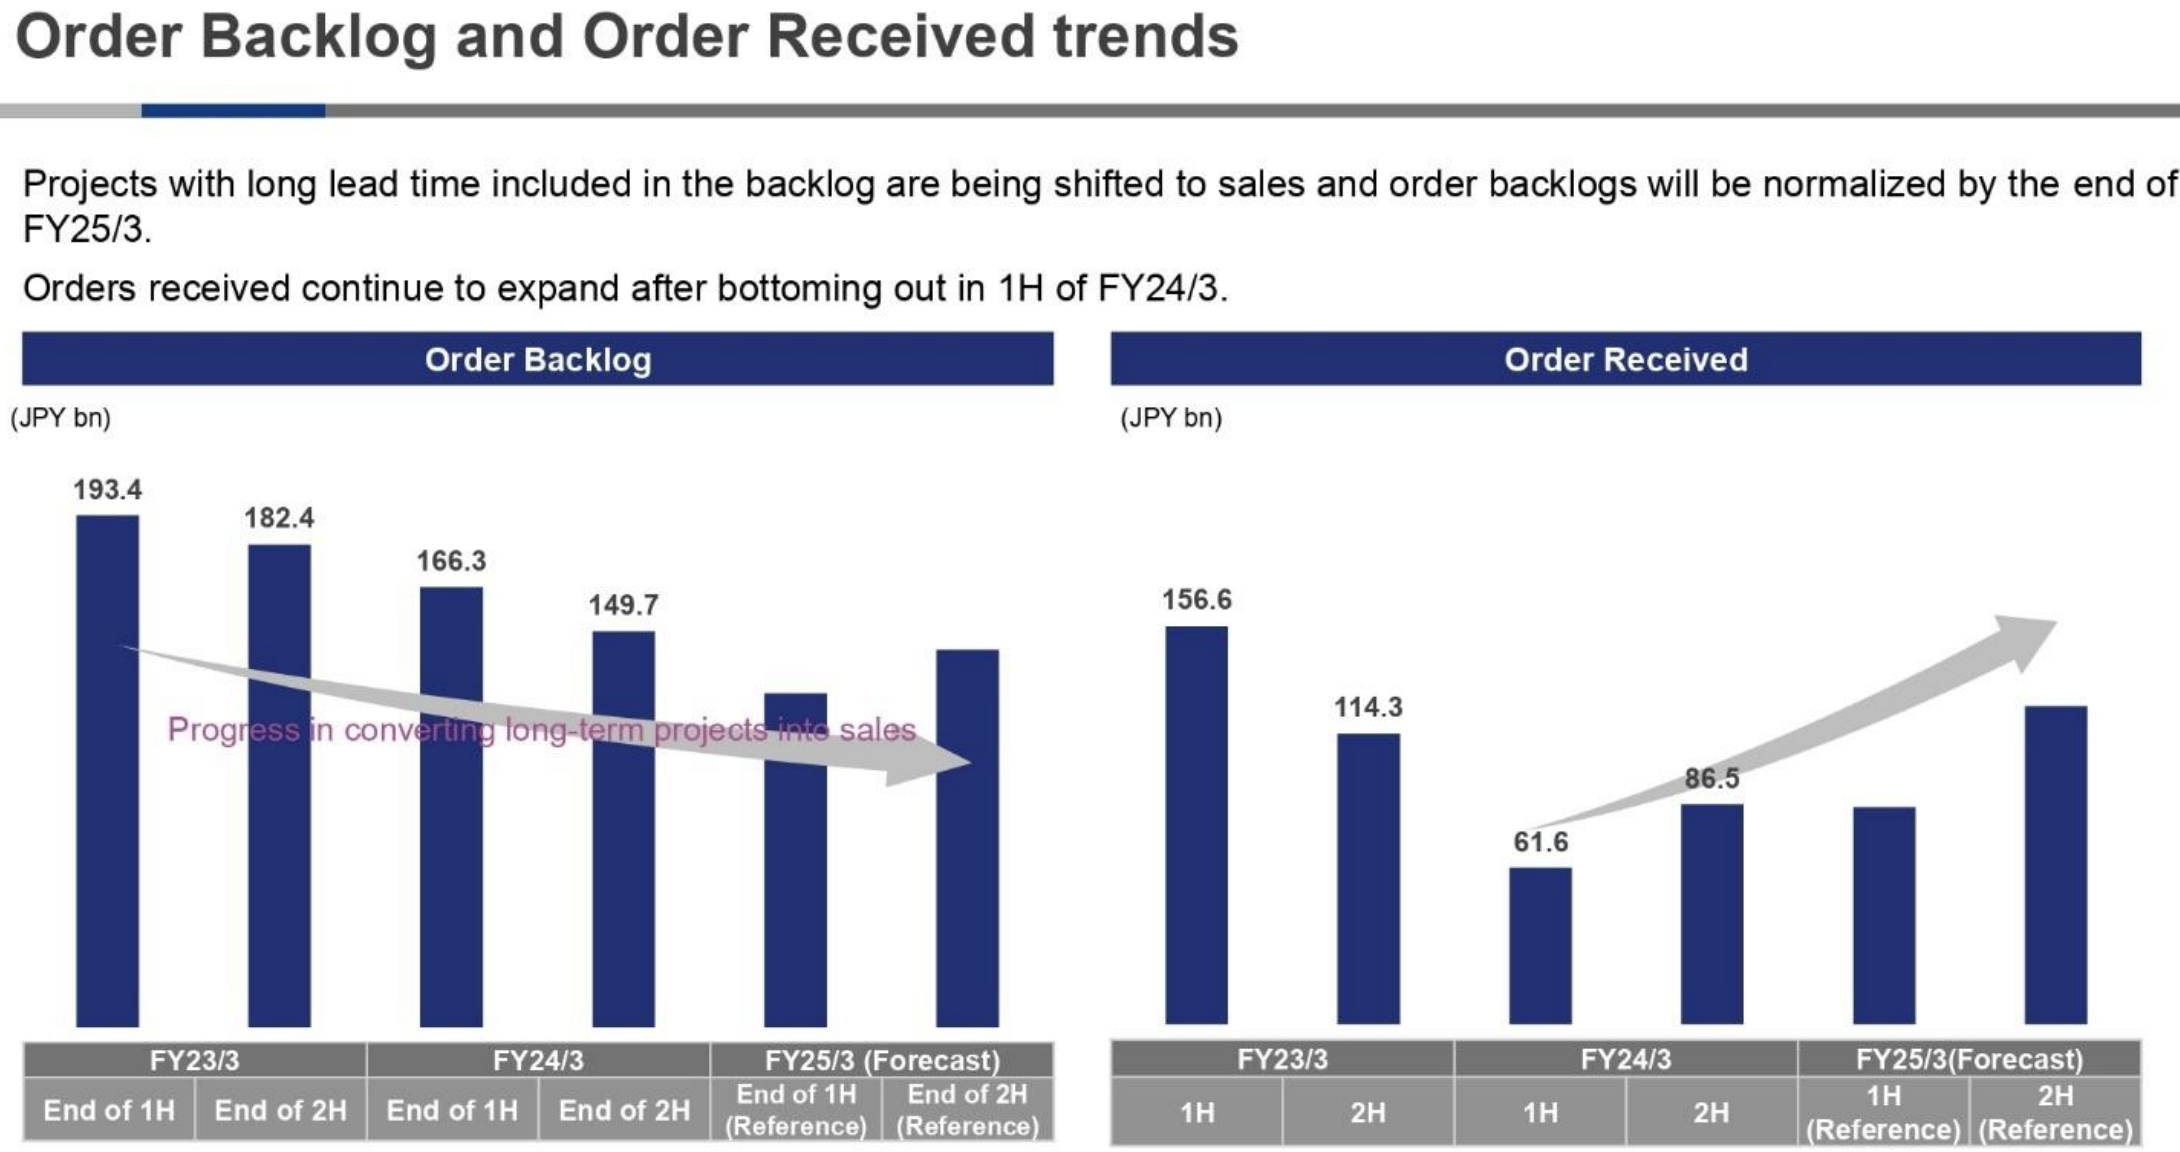 Order Backlog and Order Received trends
Projects with long lead time included in the backlog are being shifted to sales and order backlogs will be normalized by the end of
FY25/3.
Orders received continue to expand after bottoming out in 1H of FY24/3.
Order Backlog
(JPY bn)
193.4
182.4
166.3
149.7
Progress in converting long-term projects into sales
FY23/3 FY24/3 FY25/3 (Forecast)
End of 1H End of 2H End of 1H End of 2H End of 1H (Reference) End of 2H (Reference)
Order Received
(JPY bn)
156.6
114.3
61.6
86.5
FY23/3 FY24/3 FY25/3(Forecast)
1H 2H 1H 2H 1H (Reference) 2H (Reference)